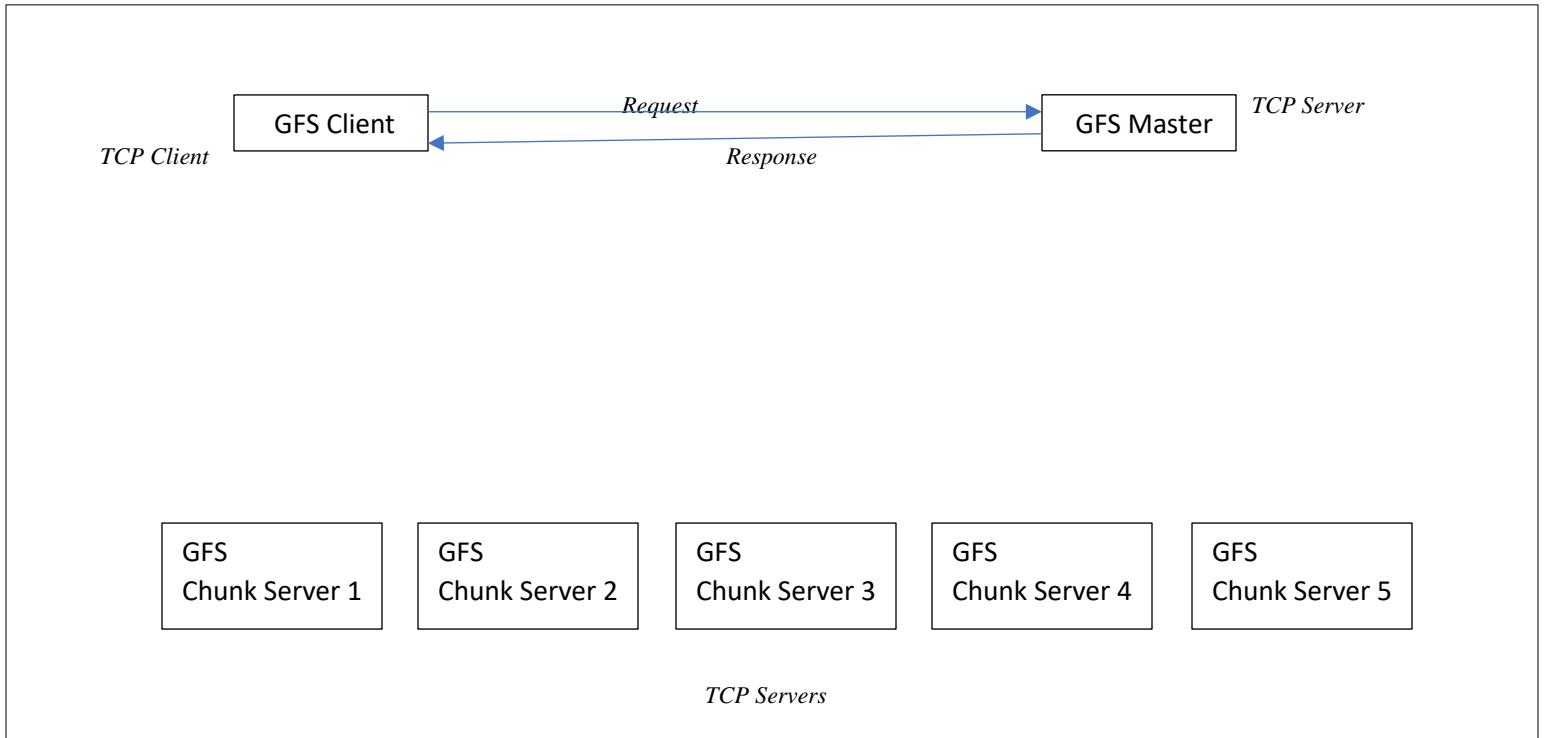 GFS Client
Request
GFS Master
TCP Server
TCP Client
Response
GFS
Chunk Server 1
GFS
Chunk Server 2
GFS
Chunk Server 3
GFS
Chunk Server 4
GFS
Chunk Server 5
TCP Servers